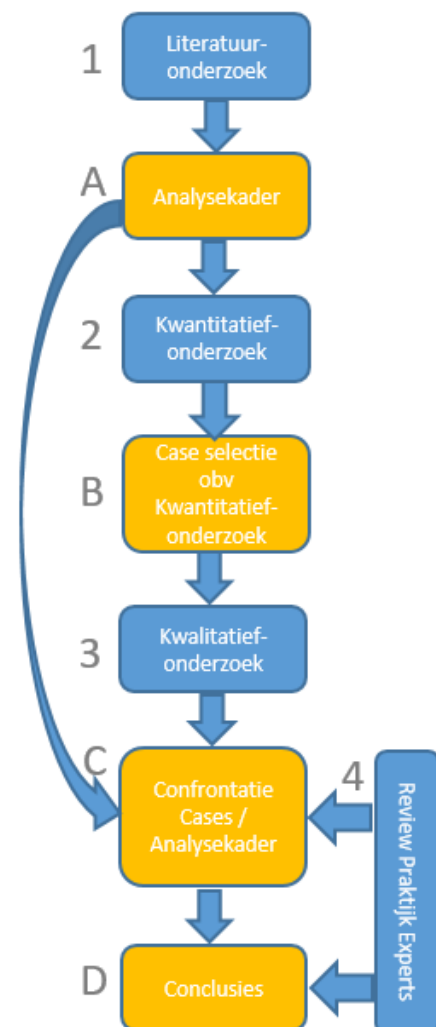 1
Literatuur-
onderzoek
A
Analysekader
2
Kwantitatief-
onderzoek
B
Case selectie
obv
Kwantitatief-
onderzoek
3
Kwalitatief-
onderzoek
C
Confrontatie
Cases /
Analysekader
4
Review Praktijk Experts
D
Conclusies